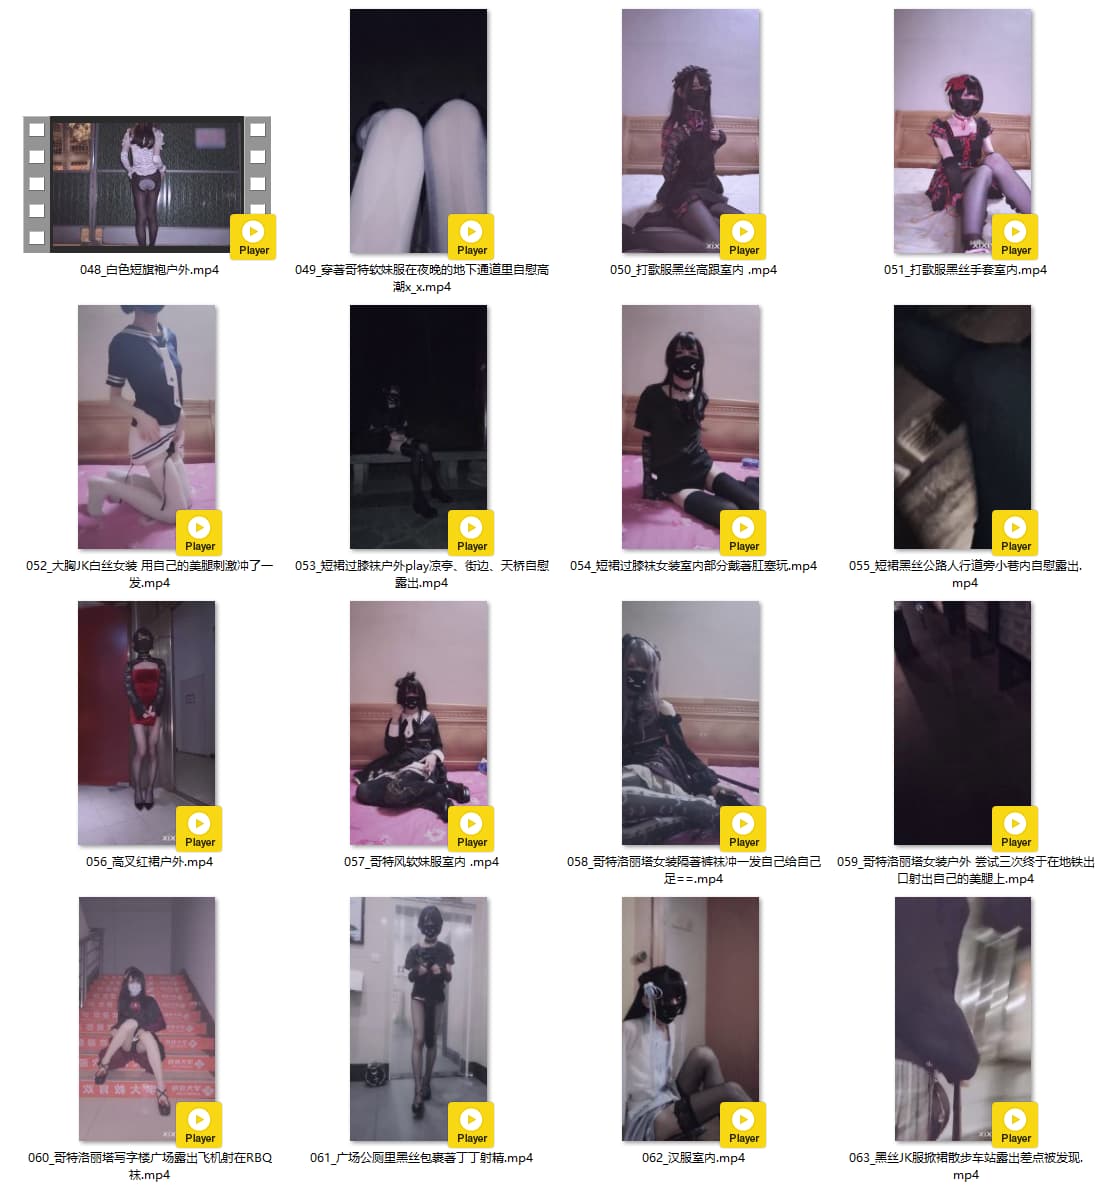 Player
048_白色短旗袍户外.mp4
Player
049_穿著哥特软妹服在夜晚的地下通道里自慰高
潮x_x.mp4
Player
050_打歌服黑丝高跟室内 .mp4
Player
051_打歌服黑丝手套室内.mp4
Player
052_大胸JK白丝女装 用自己的美腿刺激冲了一
发.mp4
Player
053_短裙过膝袜户外play凉亭、街边、天桥自慰
露出.mp4
Player
054_短裙过膝袜女装室内部分戴著肛塞玩.mp4
Player
055_短裙黑丝公路人行道旁小巷内自慰露出.
mp4
Player
056_高叉红裙户外.mp4
Player
057_哥特风软妹服室内 .mp4
Player
058_哥特洛丽塔女装隔著裤袜冲一发自己给自己
足==.mp4
Player
059_哥特洛丽塔女装户外 尝试三次终于在地铁出
口射出自己的美腿上.mp4
Player
060_哥特洛丽塔写字楼广场露出飞机射在RBQ
袜.mp4
Player
061_广场公厕里黑丝包裹著丁丁射精.mp4
Player
062_汉服室内.mp4
Player
063_黑丝JK服掀裙散步车站露出差点被发现.
mp4